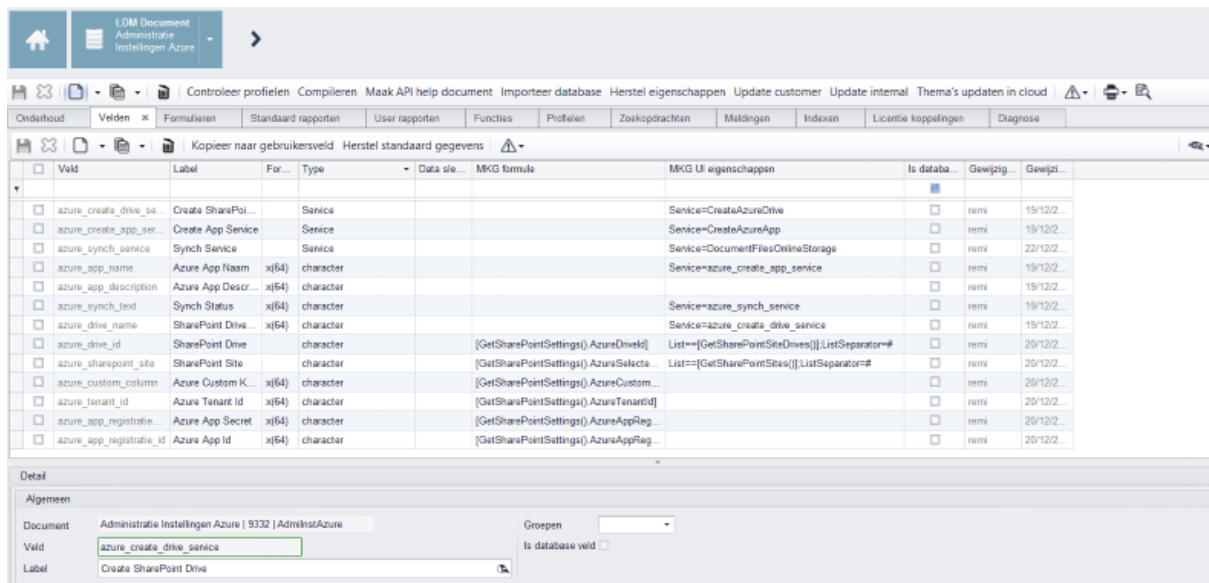 LDM Document
Administratie
Instellingen Azure
Controleer profielen Compileren Maak API help document Importeer database Herstel eigenschappen Update customer Update internal Thema's updaten in cloud
Onderhoud Velden Formulieren Standaard rapporten User rapporten Functies Profielen Zoekopdrachten Meldingen Indexen Licentie koppelingen Diagnose
Kopieer naar gebruikersveld Herstel standaard gegevens
Veld Label For... Type Data sle... MKG formule MKG UI eigenschappen Is databa... Gewijzig... Gewijzi...
azure_create_drive_se... Create SharePoi... Service Service=CreateAzureDrive remi 19/12/2...
azure_create_app_ser... Create App Service Service Service=CreateAzureApp remi 19/12/2...
azure_synch_service Synch Service Service Service=DocumentFilesOnlineStorage remi 22/12/2...
azure_app_name Azure App Naam x(64) character Service=azure_create_app_service remi 19/12/2...
azure_app_description Azure App Descr... x(64) character remi 19/12/2...
azure_synch_text Synch Status x(64) character Service=azure_synch_service remi 19/12/2...
azure_drive_name SharePoint Drive... x(64) character Service=azure_create_drive_service remi 19/12/2...
azure_drive_id SharePoint Drive character [GetSharePointSettings().AzureDriveId] List==[GetSharePointSiteDrives()];ListSeparator=# remi 20/12/2...
azure_sharepoint_site SharePoint Site character [GetSharePointSettings().AzureSelecte... List==[GetSharePointSites()];ListSeparator=# remi 20/12/2...
azure_custom_column Azure Custom K... x(64) character [GetSharePointSettings().AzureCustom... remi 20/12/2...
azure_tenant_id Azure Tenant Id x(64) character [GetSharePointSettings().AzureTenantId] remi 20/12/2...
azure_app_registratie... Azure App Secret x(64) character [GetSharePointSettings().AzureAppReg... remi 20/12/2...
azure_app_registratie_id Azure App Id x(64) character [GetSharePointSettings().AzureAppReg... remi 20/12/2...
Detail
Algemeen
Document Administratie Instellingen Azure | 9332 | AdmiInstAzure Groepen
Veld azure_create_drive_service Is database veld
Label Create SharePoint Drive